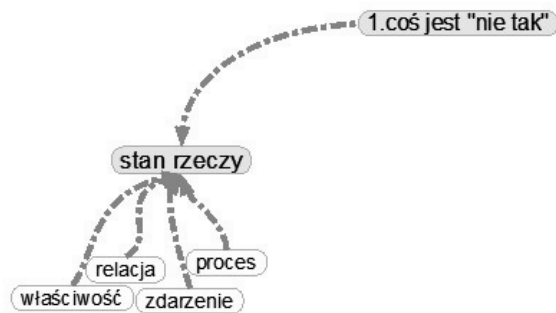 1.coś jest "nie tak"
stan rzeczy
proces
relacja
właściwość
zdarzenie